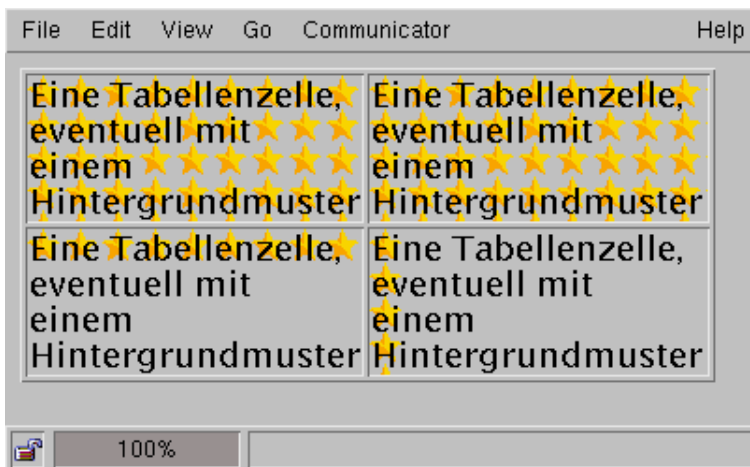 File Edit View Go Communicator Help
Eine Tabellenzelle,
eventuell mit
einem
Hintergrundmuster
Eine Tabellenzelle,
eventuell mit
einem
Hintergrundmuster
Eine Tabellenzelle,
eventuell mit
einem
Hintergrundmuster
Eine Tabellenzelle,
eventuell mit
einem
Hintergrundmuster
100%